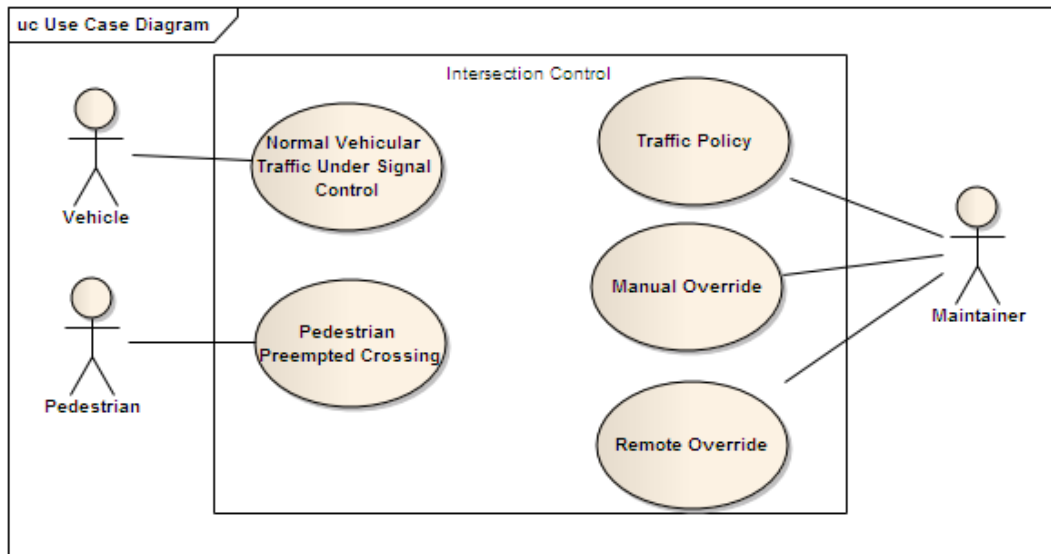 uc Use Case Diagram
Intersection Control
Normal Vehicular
Traffic Under Signal
Control
Traffic Policy
Vehicle
Manual Override
Maintainer
Pedestrian
Preempted Crossing
Pedestrian
Remote Override